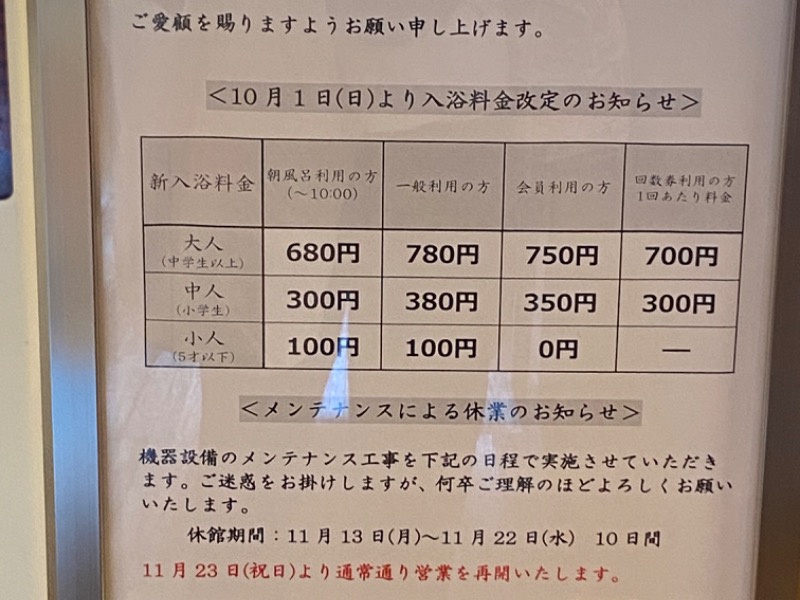 ご愛顧を賜りますようお願い申し上げます。
<10月1日(日)より入浴料金改定のお知らせ>
新入浴料金 朝風呂利用の方 (～10:00) 一般利用の方 会員利用の方 回数券利用の方 1回あたり料金
大人 (中学生以上) 680円 780円 750円 700円
中人 (小学生) 300円 380円 350円 300円
小人 (5才以下) 100円 100円 0円 ―
<メンテナンスによる休業のお知らせ>
機器設備のメンテナンス工事を下記の日程で実施させていただき
ます。ご迷惑をお掛けしますが、何卒ご理解のほどよろしくお願い
いたします。
休館期間：11月13日(月)～11月22日(水) 10日間
11月23日(祝日)より通常通り営業を再開いたします。